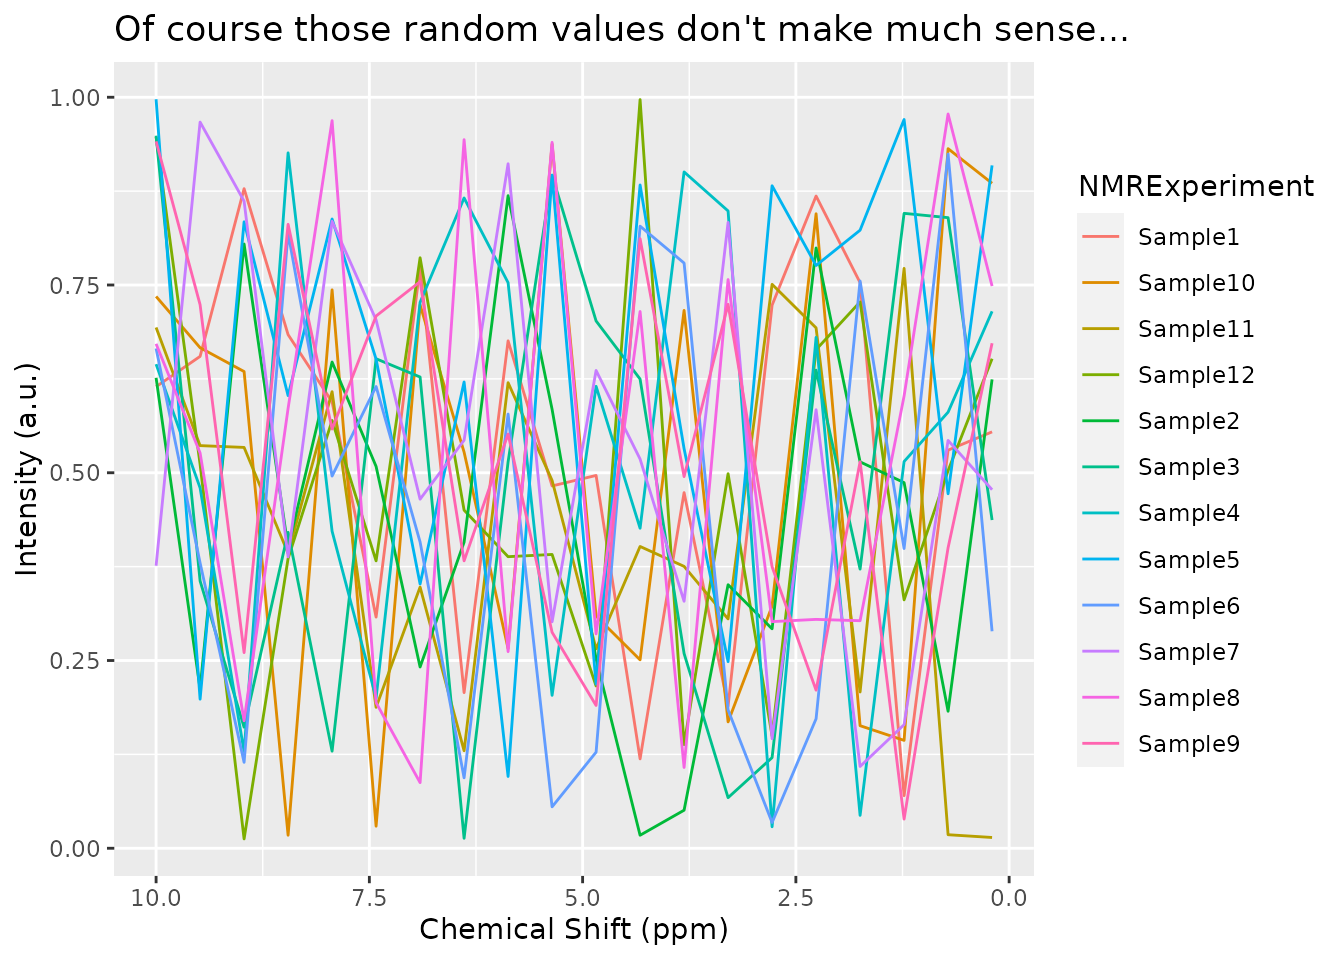 Of course those random values don't make much sense...
1.00
0.75
0.50
0.25
0.00
Intensity (a.u.)
10.0 7.5 5.0 2.5 0.0
Chemical Shift (ppm)
NMRExperiment
Sample1
Sample10
Sample11
Sample12
Sample2
Sample3
Sample4
Sample5
Sample6
Sample7
Sample8
Sample9